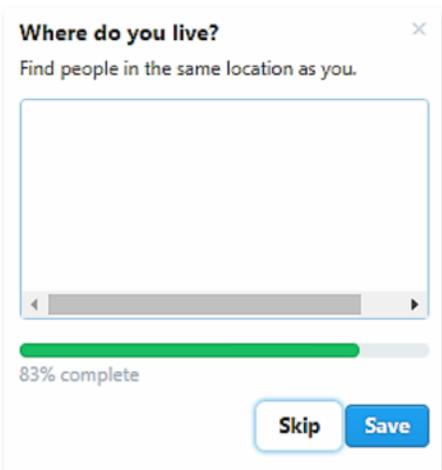 Where do you live?
Find people in the same location as you.
83% complete
Skip
Save